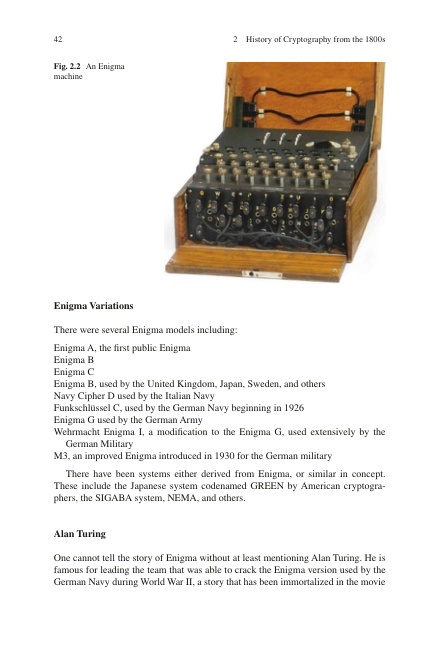 42
2 History of Cryptography from the 1800s
Fig. 2.2 An Enigma
machine
Enigma Variations
There were several Enigma models including:
Enigma A, the first public Enigma
Enigma B
Enigma C
Enigma B, used by the United Kingdom, Japan, Sweden, and others
Navy Cipher D used by the Italian Navy
Funkschlüssel C, used by the German Navy beginning in 1926
Enigma G used by the German Army
Wehrmacht Enigma I, a modification to the Enigma G, used extensively by the
German Military
M3, an improved Enigma introduced in 1930 for the German military
There have been systems either derived from Enigma, or similar in concept.
These include the Japanese system codenamed GREEN by American cryptogra-
phers, the SIGABA system, NEMA, and others.
Alan Turing
One cannot tell the story of Enigma without at least mentioning Alan Turing. He is
famous for leading the team that was able to crack the Enigma version used by the
German Navy during World War II, a story that has been immortalized in the movie